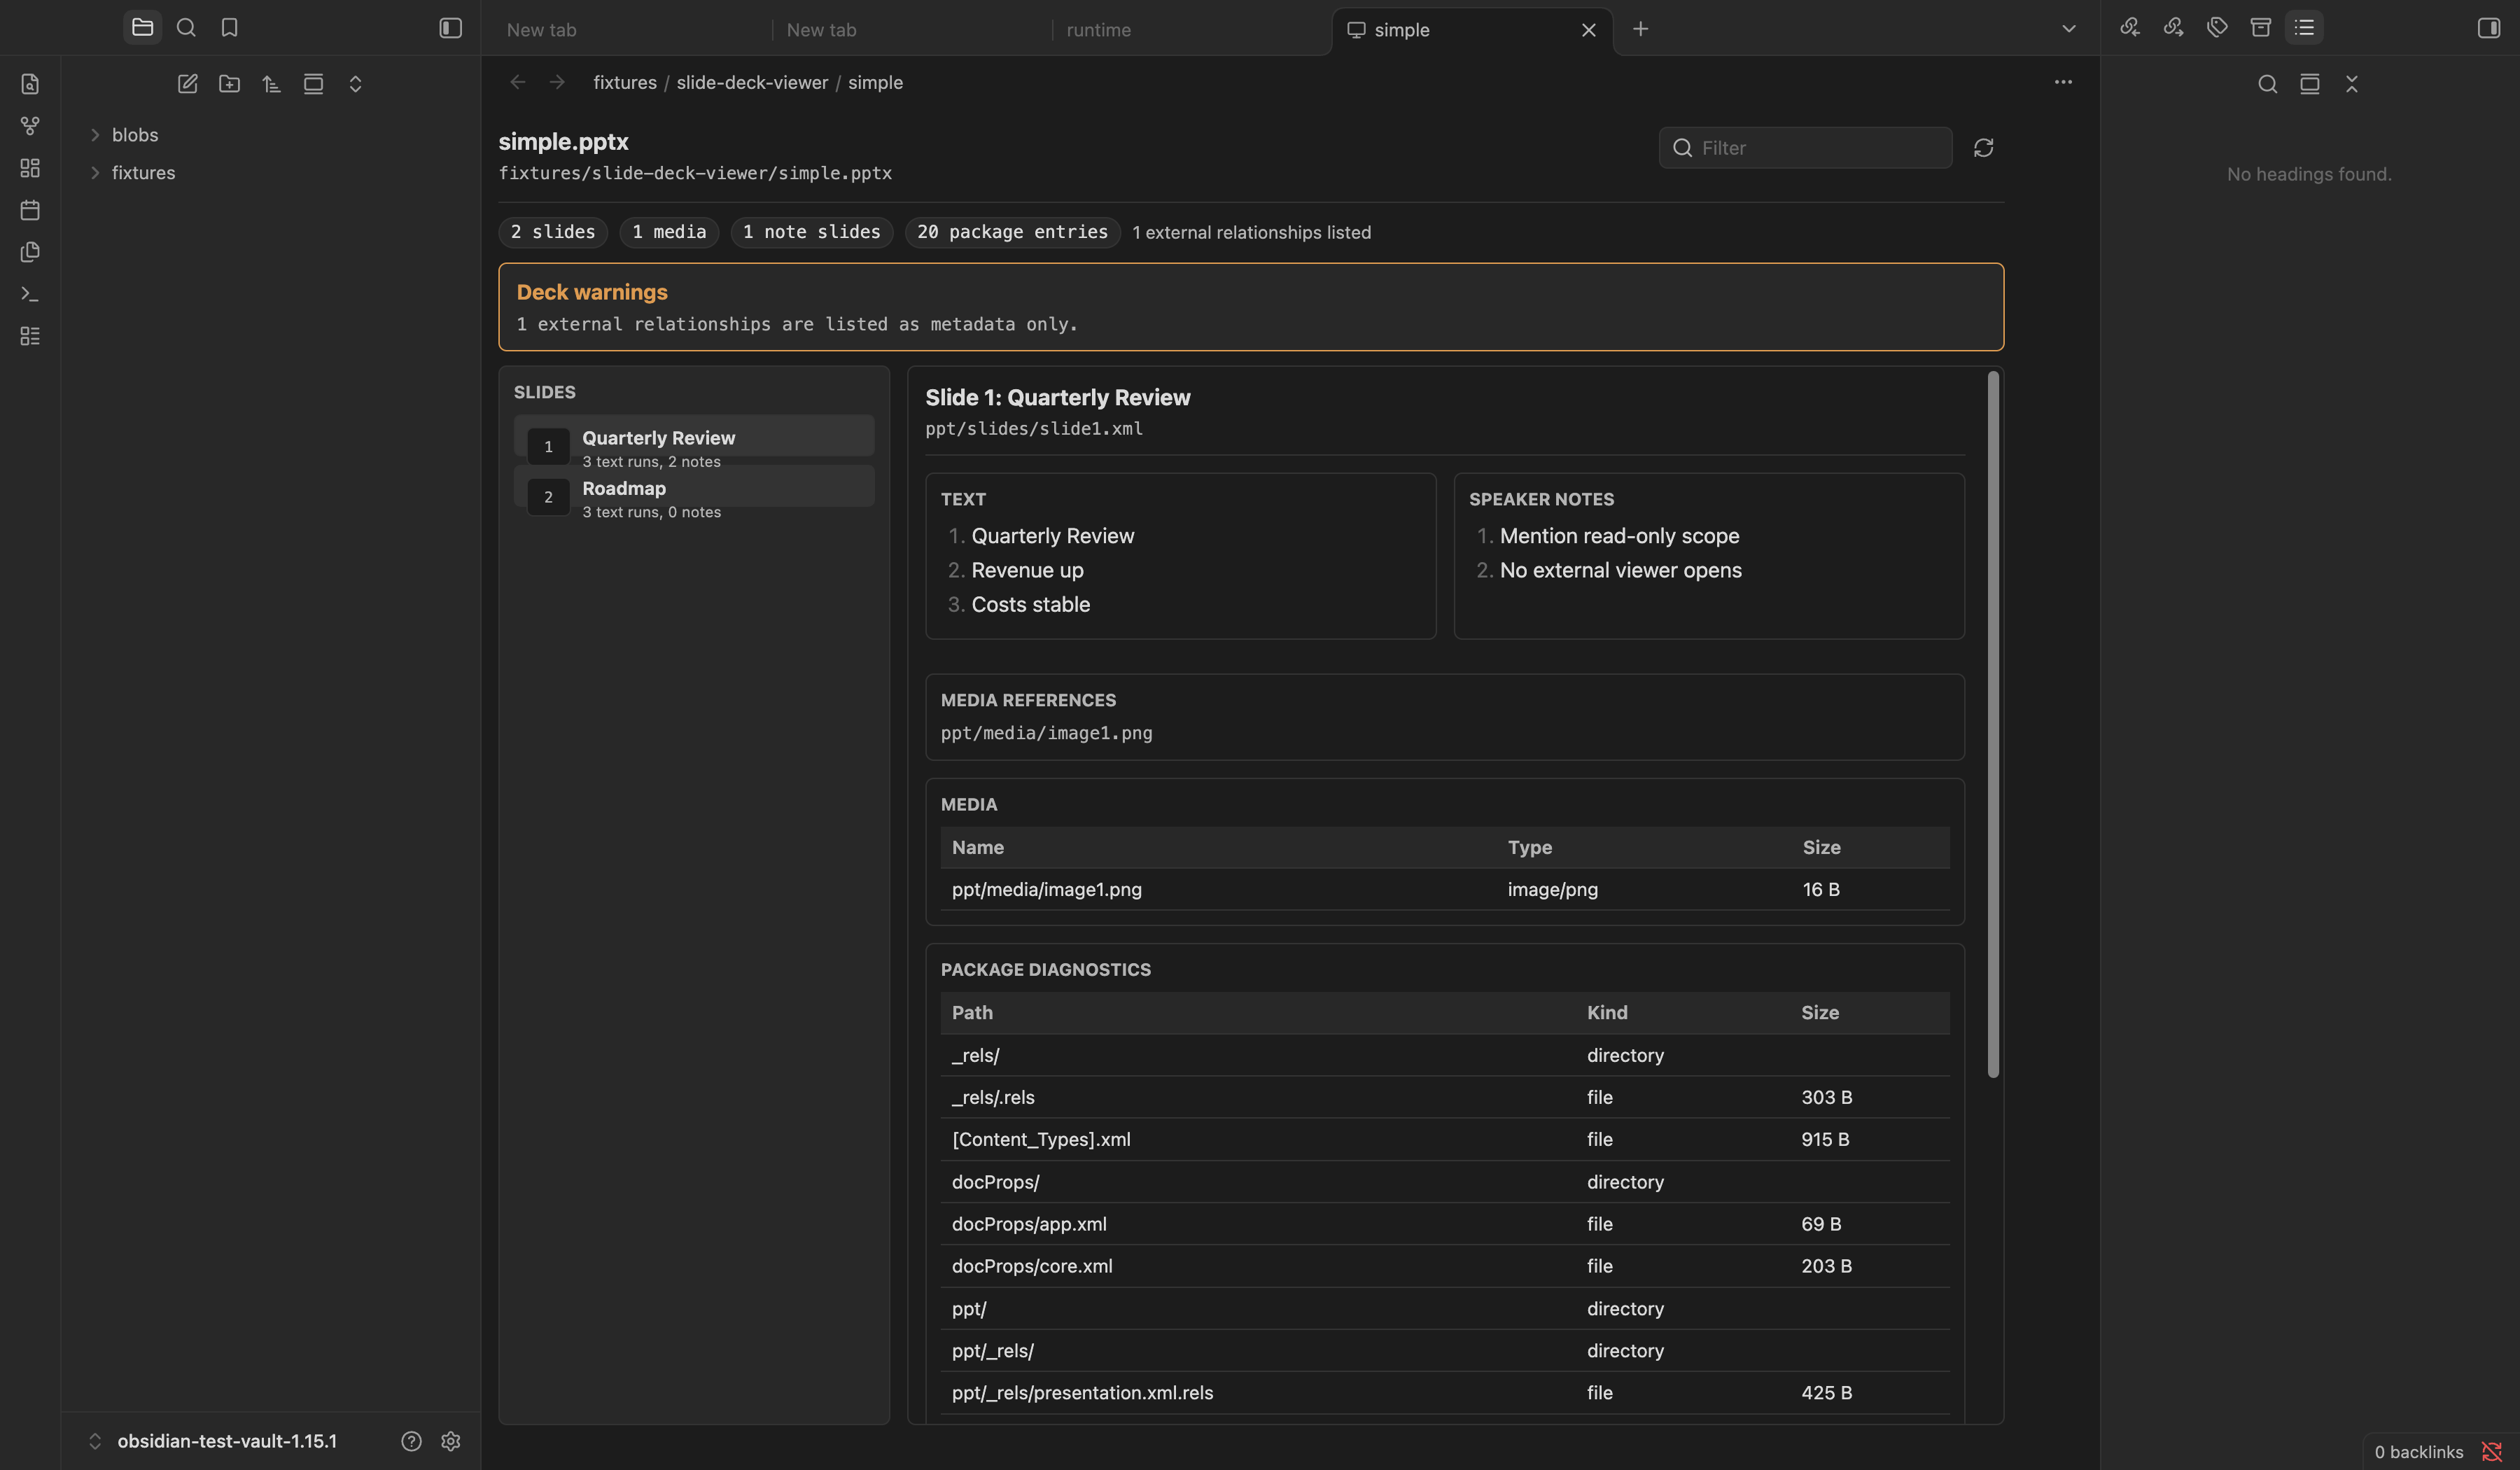 New tab
New tab
runtime
simple
fixtures / slide-deck-viewer / simple
blobs
fixtures
simple.pptx
fixtures/slide-deck-viewer/simple.pptx
Filter
No headings found.
2 slides
1 media
1 note slides
20 package entries
1 external relationships listed
Deck warnings
1 external relationships are listed as metadata only.
SLIDES
1
Quarterly Review
3 text runs, 2 notes
2
Roadmap
3 text runs, 0 notes
Slide 1: Quarterly Review
ppt/slides/slide1.xml
TEXT
1. Quarterly Review
2. Revenue up
3. Costs stable
SPEAKER NOTES
1. Mention read-only scope
2. No external viewer opens
MEDIA REFERENCES
ppt/media/image1.png
MEDIA
Name Type Size
ppt/media/image1.png image/png 16 B
PACKAGE DIAGNOSTICS
Path Kind Size
_rels/ directory
_rels/.rels file 303 B
[Content_Types].xml file 915 B
docProps/ directory
docProps/app.xml file 69 B
docProps/core.xml file 203 B
ppt/ directory
ppt/_rels/ directory
ppt/_rels/presentation.xml.rels file 425 B
obsidian-test-vault-1.15.1
0 backlinks